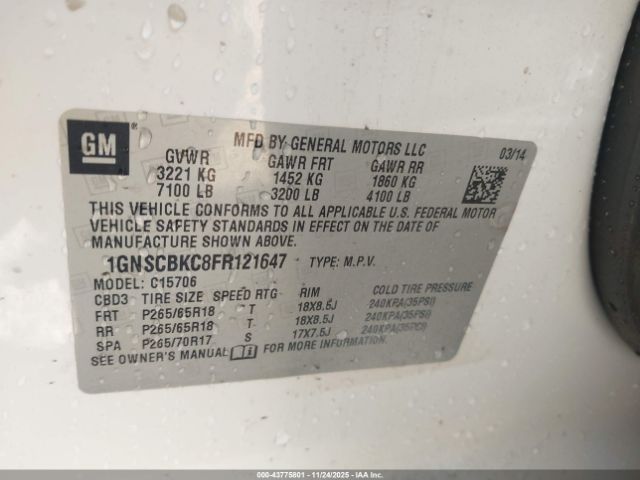 GM
MFD BY GENERAL MOTORS LLC
03/14
GVWR GAWR FRT GAWR RR
3221 KG 1452 KG 1860 KG
7100 LB 3200 LB 4100 LB
THIS VEHICLE CONFORMS TO ALL APPLICABLE U.S. FEDERAL MOTOR
VEHICLE SAFETY STANDARDS IN EFFECT ON THE DATE OF
MANUFACTURE SHOWN ABOVE.
1GNSCBKC8FR121647 TYPE: M.P.V.
MODEL: C15706
CBD3 TIRE SIZE SPEED RTG RIM COLD TIRE PRESSURE
FRT P265/65R18 T 18X8.5J 240KPA(35PSI)
RR P265/65R18 T 18X8.5J 240KPA(35PSI)
SPA P265/70R17 S 17X7.5J 240KPA(35PSI)
SEE OWNER'S MANUAL FOR MORE INFORMATION.
000-43775801 - 11/24/2025 - IAA, Inc.